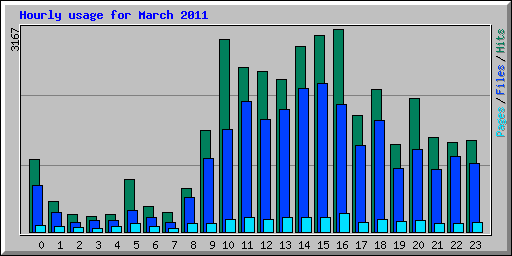 Hourly usage for March 2011
3167
Pages/Files/Hits
0 1 2 3 4 5 6 7 8 9 10 11 12 13 14 15 16 17 18 19 20 21 22 23